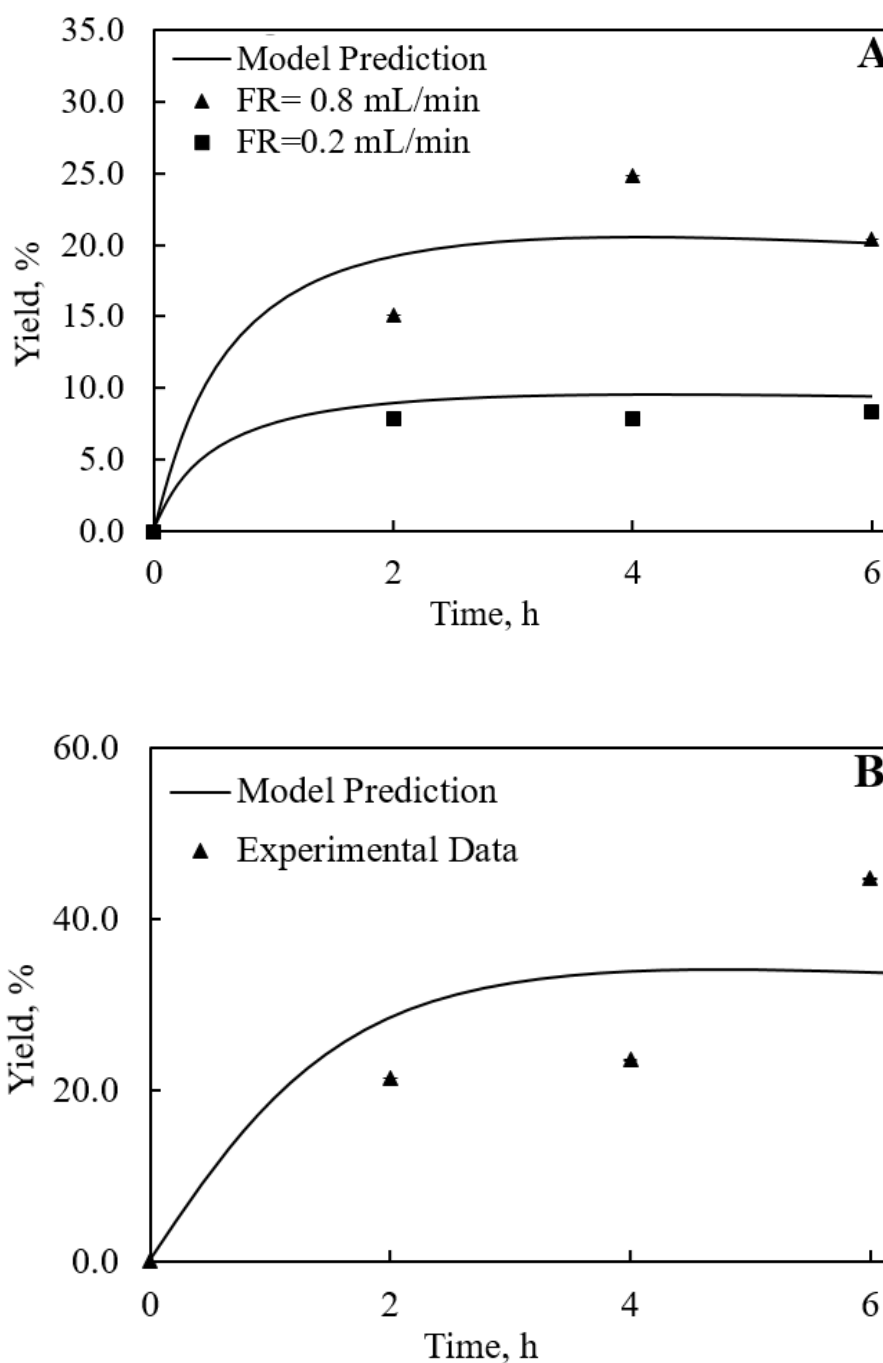 35.0
A
Model Prediction
30.0
FR= 0.8 mL/min
FR=0.2 mL/min
25.0
20.0
Yield, %
15.0
10.0
5.0
0.0
0 2 4 6
Time, h
60.0
B
Model Prediction
Experimental Data
40.0
Yield, %
20.0
0.0
0 2 4 6
Time, h